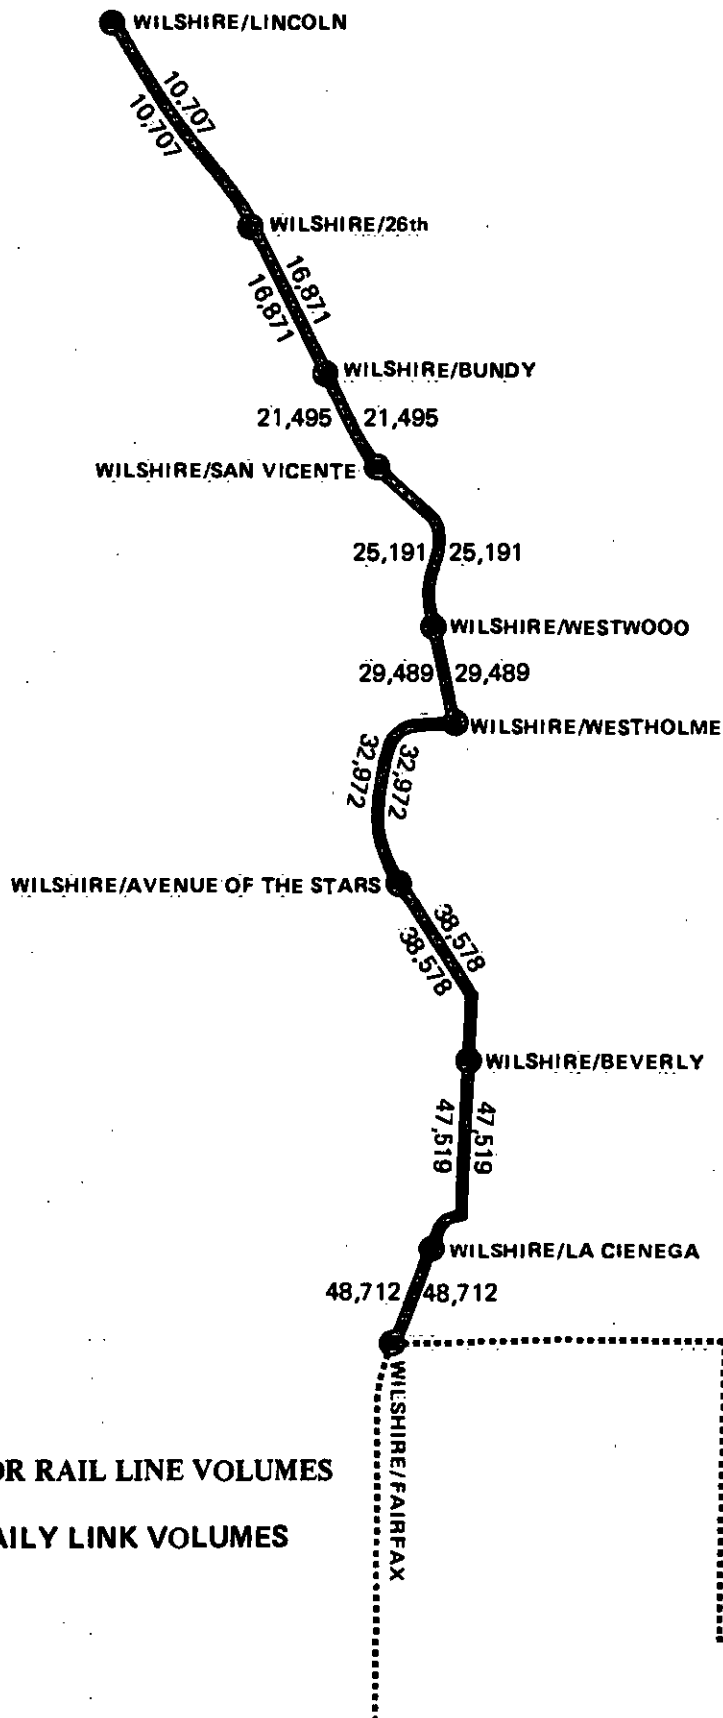 WILSHIRE/LINCOLN
10,707
10,707
WILSHIRE/26th
16,871
16,871
WILSHIRE/BUNDY
21,495 21,495
WILSHIRE/SAN VICENTE
25,191 25,191
WILSHIRE/WESTWOOO
29,489 29,489
WILSHIRE/WESTHOLME
32,972
32,972
WILSHIRE/AVENUE OF THE STARS
38,578
38,578
WILSHIRE/BEVERLY
47,519
47,519
WILSHIRE/LA CIENEGA
48,712 48,712
WILSHIRE/FAIRFAX
OR RAIL LINE VOLUMES
AILY LINK VOLUMES